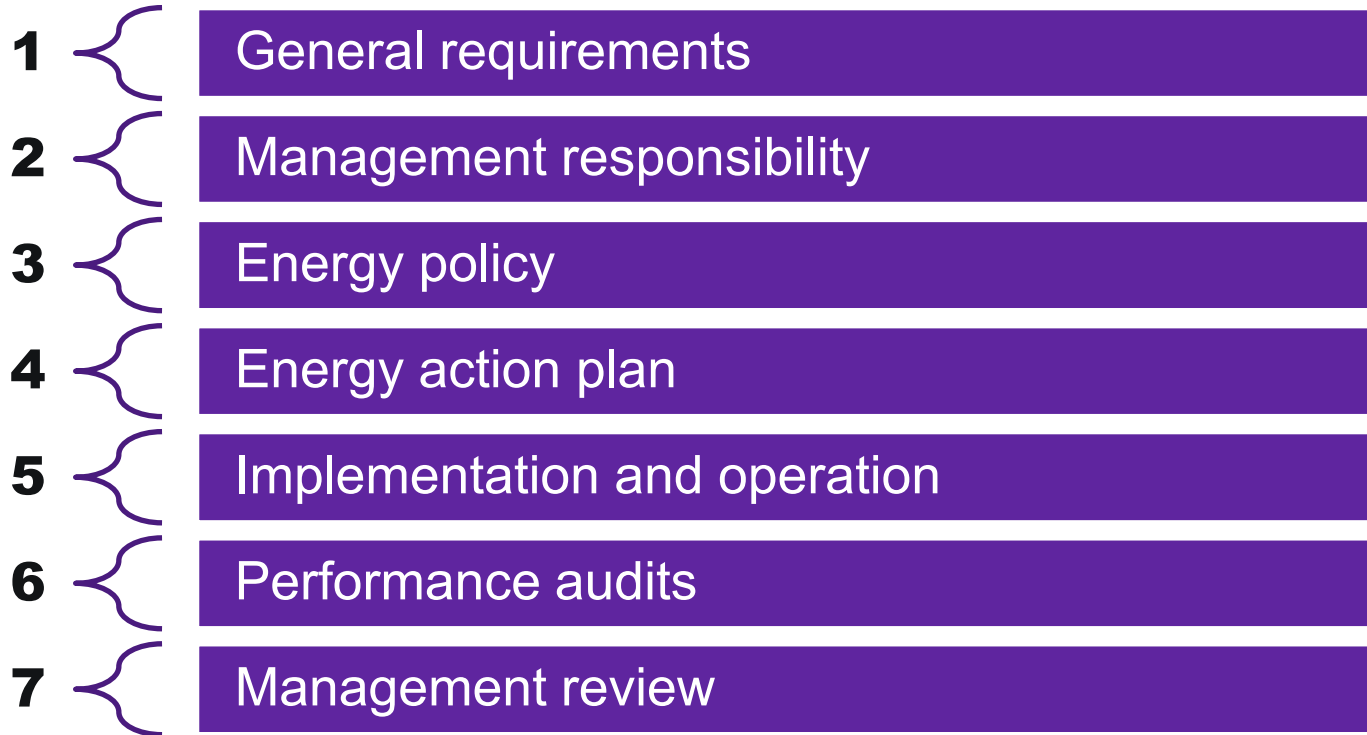 1 General requirements
2 Management responsibility
3 Energy policy
4 Energy action plan
5 Implementation and operation
6 Performance audits
7 Management review